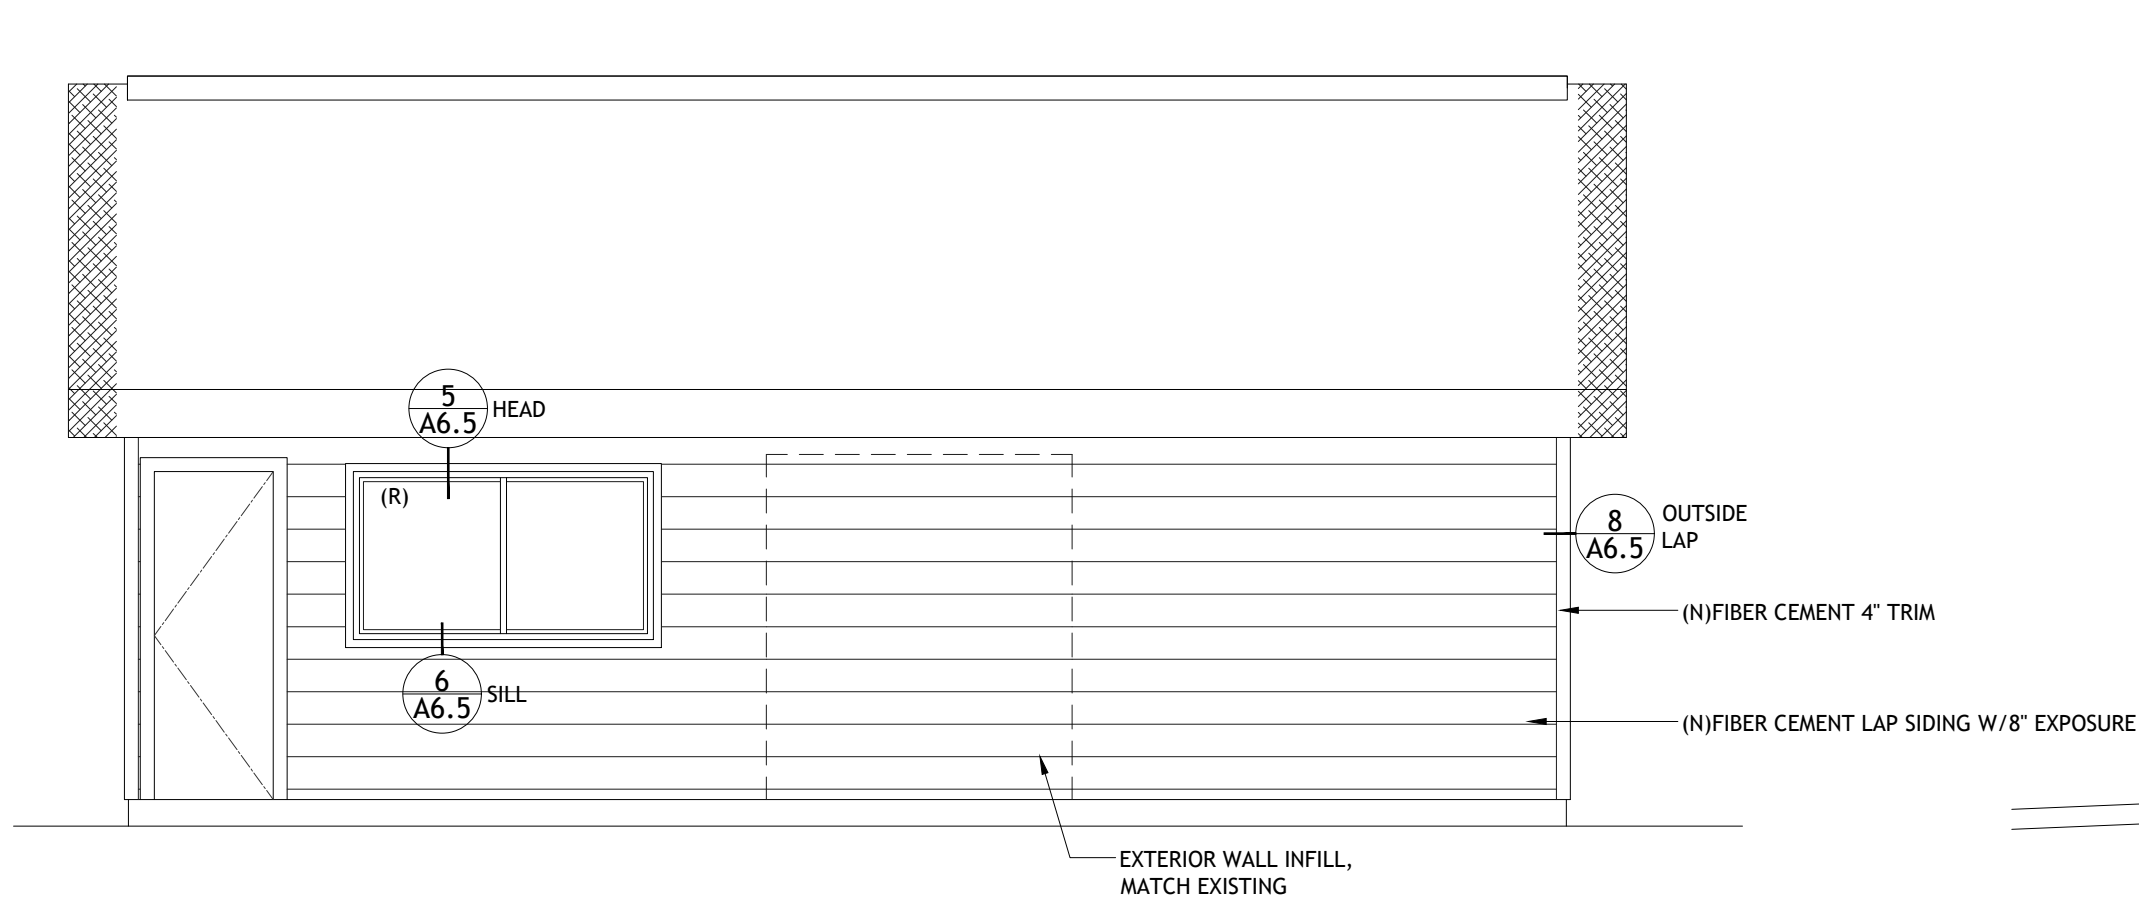 5
A6.5
HEAD
(R)
8
A6.5
OUTSIDE
LAP
(N)FIBER CEMENT 4" TRIM
6
A6.5
SILL
(N)FIBER CEMENT LAP SIDING W/8" EXPOSURE
EXTERIOR WALL INFILL,
MATCH EXISTING